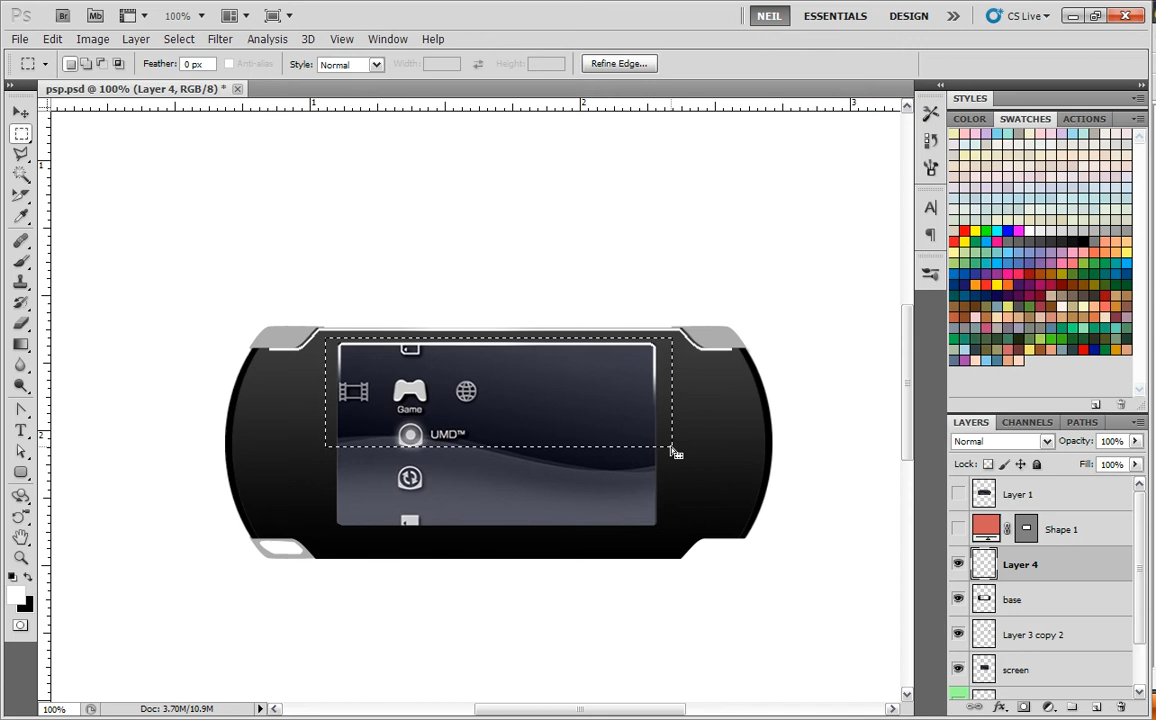 Ps Br Mb 100% NEIL ESSENTIALS DESIGN CS Live
File Edit Image Layer Select Filter Analysis 3D View Window Help
Feather: 0 px Anti-alias Style: Normal Width: Height: Refine Edge...
psp.psd @ 100% (Layer 4, RGB/8) *
STYLES
COLOR SWATCHES ACTIONS
1 2 3
1
2
Game
UMD™
LAYERS CHANNELS PATHS
Normal Opacity: 100%
Lock: Fill: 100%
Layer 1
Shape 1
Layer 4
base
Layer 3 copy 2
screen
100% Doc: 3.70M/10.9M